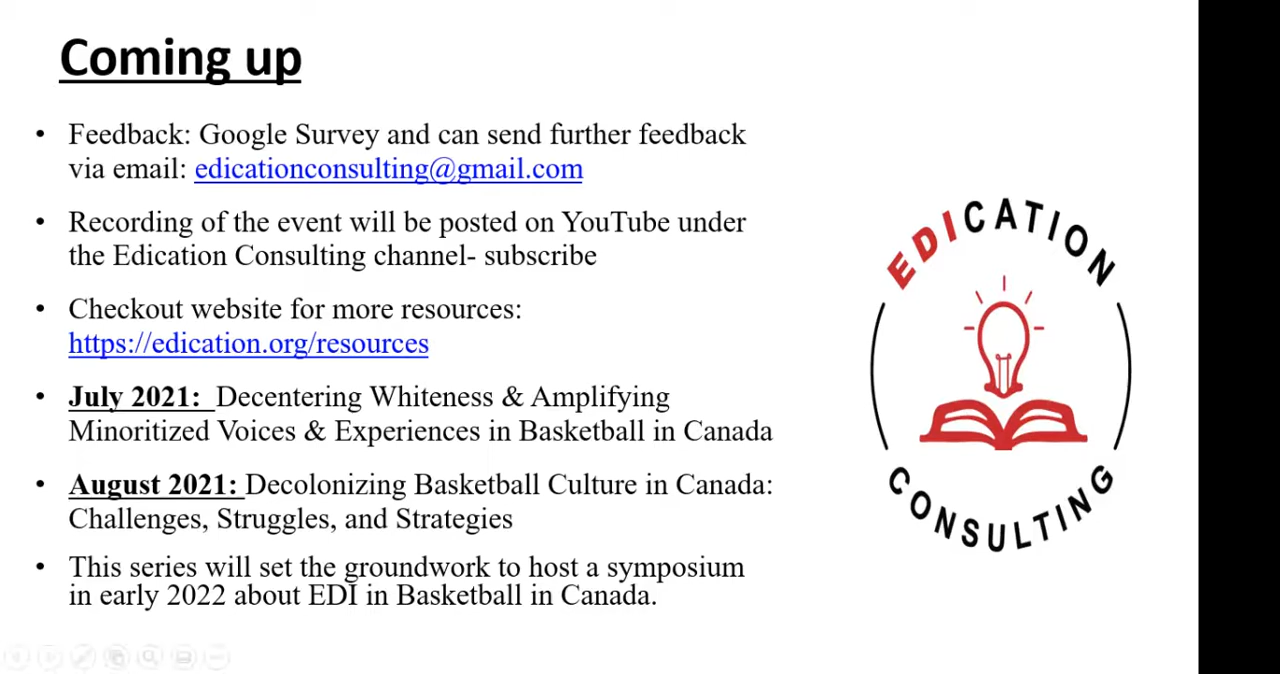 Coming up
• Feedback: Google Survey and can send further feedback
via email: edicationconsulting@gmail.com
• Recording of the event will be posted on YouTube under
the Edication Consulting channel- subscribe
• Checkout website for more resources:
https://edication.org/resources
• July 2021: Decentering Whiteness & Amplifying
Minoritized Voices & Experiences in Basketball in Canada
• August 2021: Decolonizing Basketball Culture in Canada:
Challenges, Struggles, and Strategies
• This series will set the groundwork to host a symposium
in early 2022 about EDI in Basketball in Canada.
EDICATION
CONSULTING